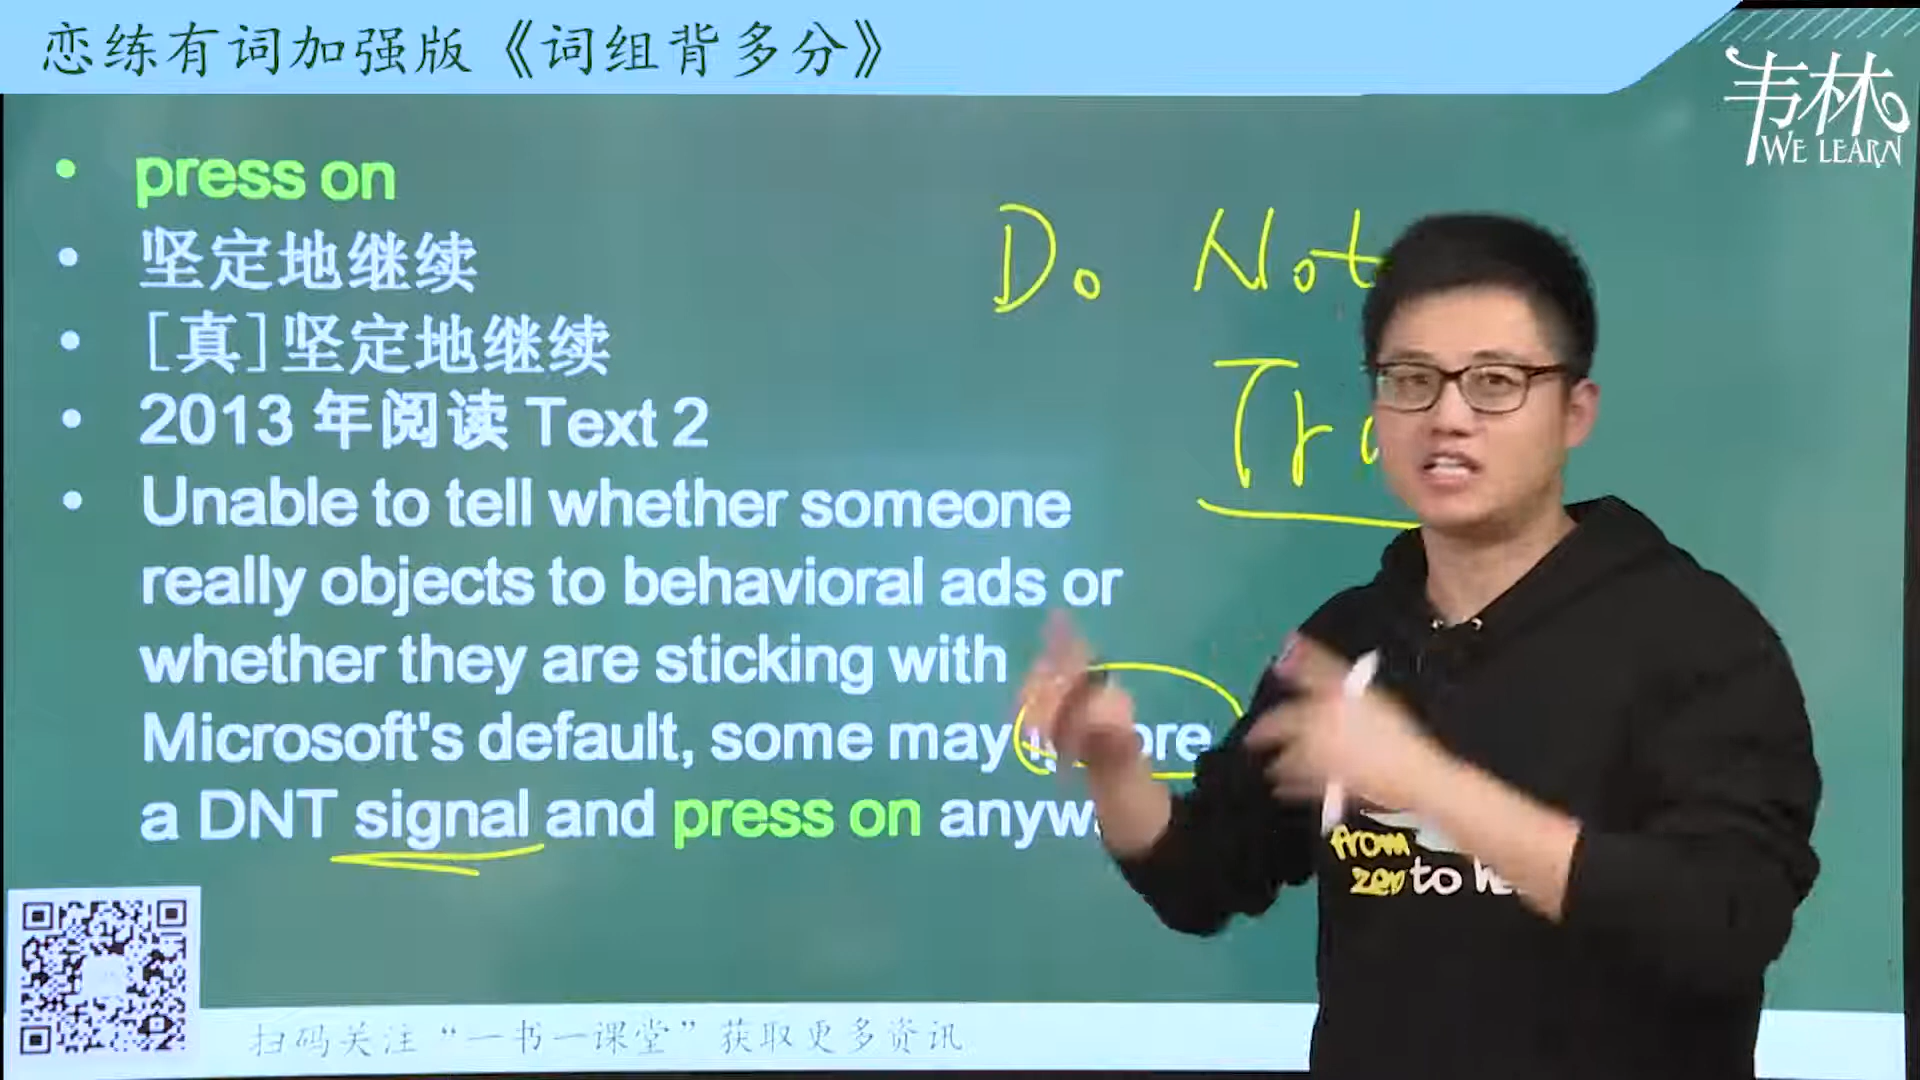 恋练有词加强版《词组背多分》
韦林
WE LEARN
• press on
• 坚定地继续
• [真]坚定地继续
• 2013 年阅读 Text 2
• Unable to tell whether someone
really objects to behavioral ads or
whether they are sticking with
Microsoft's default, some may
a DNT signal and press on
Do Not
from
zero to
扫码关注“一书一课堂”获取更多资讯